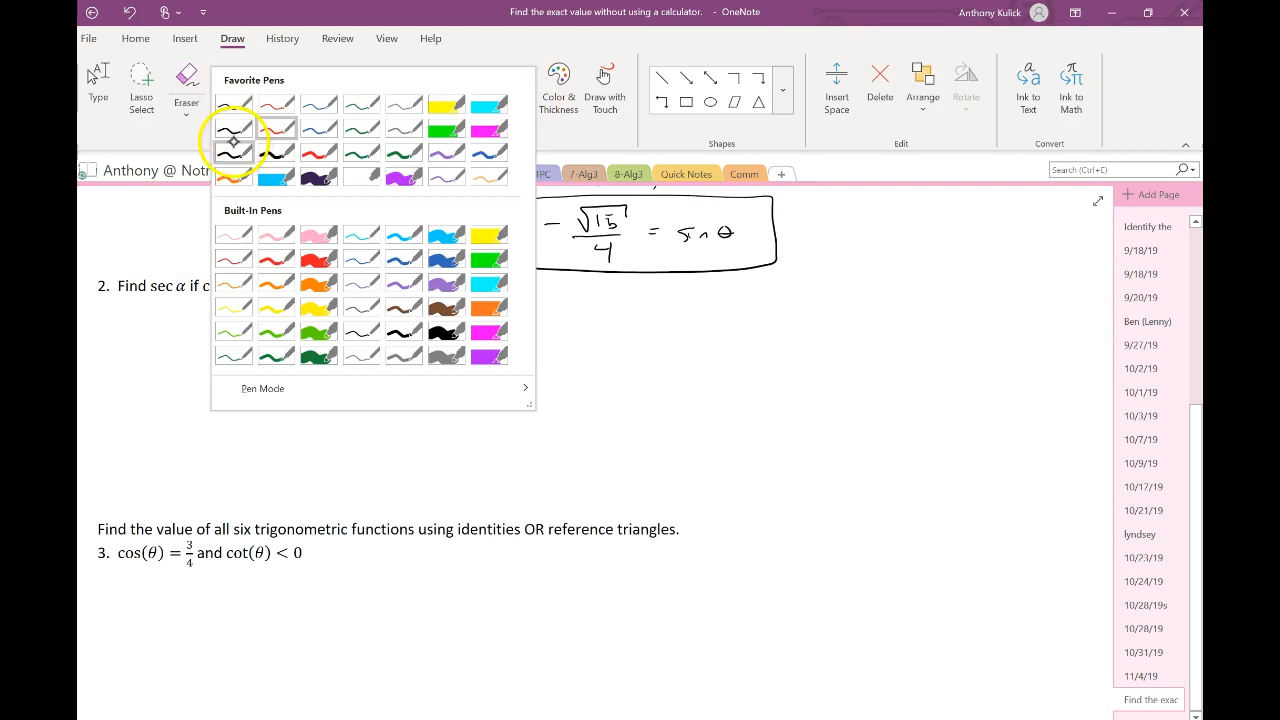 Find the exact value without using a calculator. - OneNote
Anthony Kulick
File Home Insert Draw History Review View Help
Type
Lasso Select
Eraser
Color & Thickness
Draw with Touch
Shapes
Insert Space
Delete
Rotate
Edit
Ink to Text
Ink to Math
Convert
Favorite Pens
Built-In Pens
Pen Mode
Anthony @ Notr
7-Alg3
8-Alg3
Quick Notes
Comm
Search (Ctrl+E)
Add Page
Identify the
9/18/19
9/18/19
9/20/19
Ben (Lenny)
9/27/19
10/2/19
10/1/19
10/3/19
10/7/19
10/9/19
10/17/19
10/21/19
lyndsey
10/23/19
10/24/19
10/28/19s
10/28/19
10/31/19
11/4/19
Find the exac
- √15/4 = sin θ
2. Find sec α if c
Find the value of all six trigonometric functions using identities OR reference triangles.
3. cos(θ) = 3/4 and cot(θ) < 0